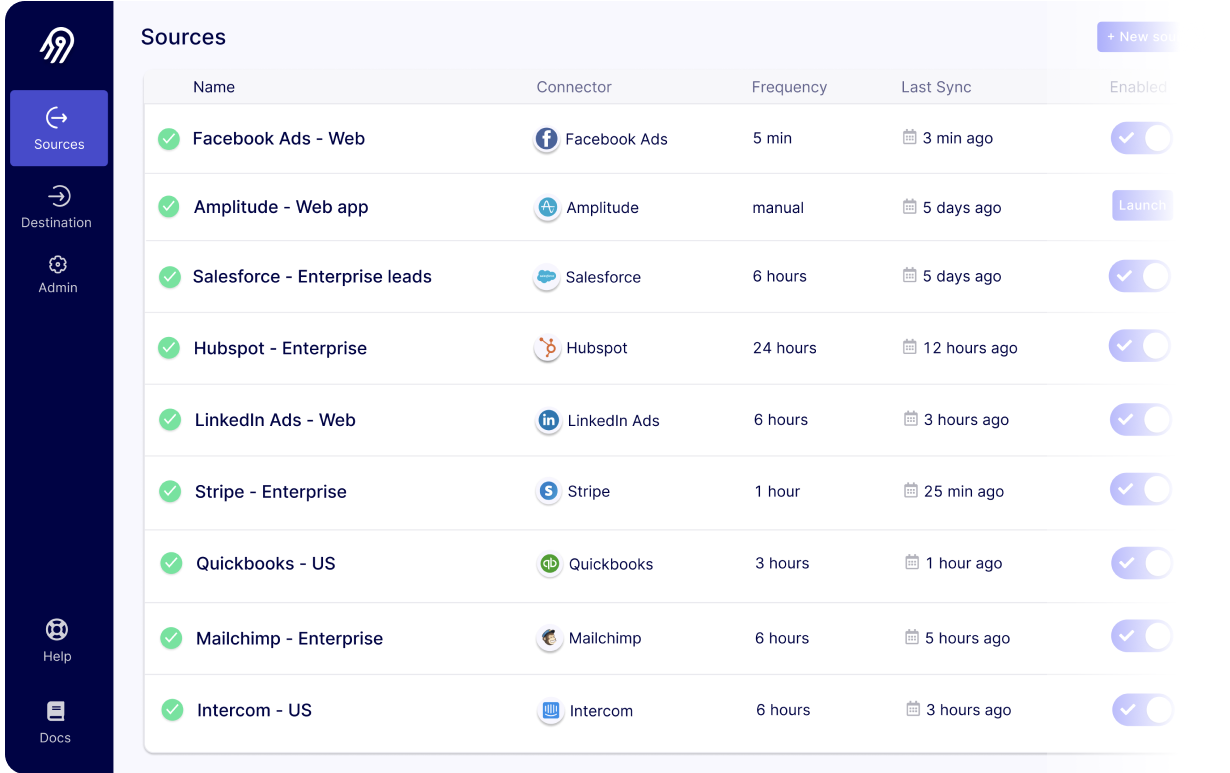 Sources
+ New
Name Connector Frequency Last Sync Enabled
Sources
Facebook Ads - Web Facebook Ads 5 min 3 min ago
Destination
Amplitude - Web app Amplitude manual 5 days ago Launch
Admin
Salesforce - Enterprise leads Salesforce 6 hours 5 days ago
Hubspot - Enterprise Hubspot 24 hours 12 hours ago
LinkedIn Ads - Web LinkedIn Ads 6 hours 3 hours ago
Stripe - Enterprise Stripe 1 hour 25 min ago
Quickbooks - US Quickbooks 3 hours 1 hour ago
Help
Mailchimp - Enterprise Mailchimp 6 hours 5 hours ago
Docs
Intercom - US Intercom 6 hours 3 hours ago